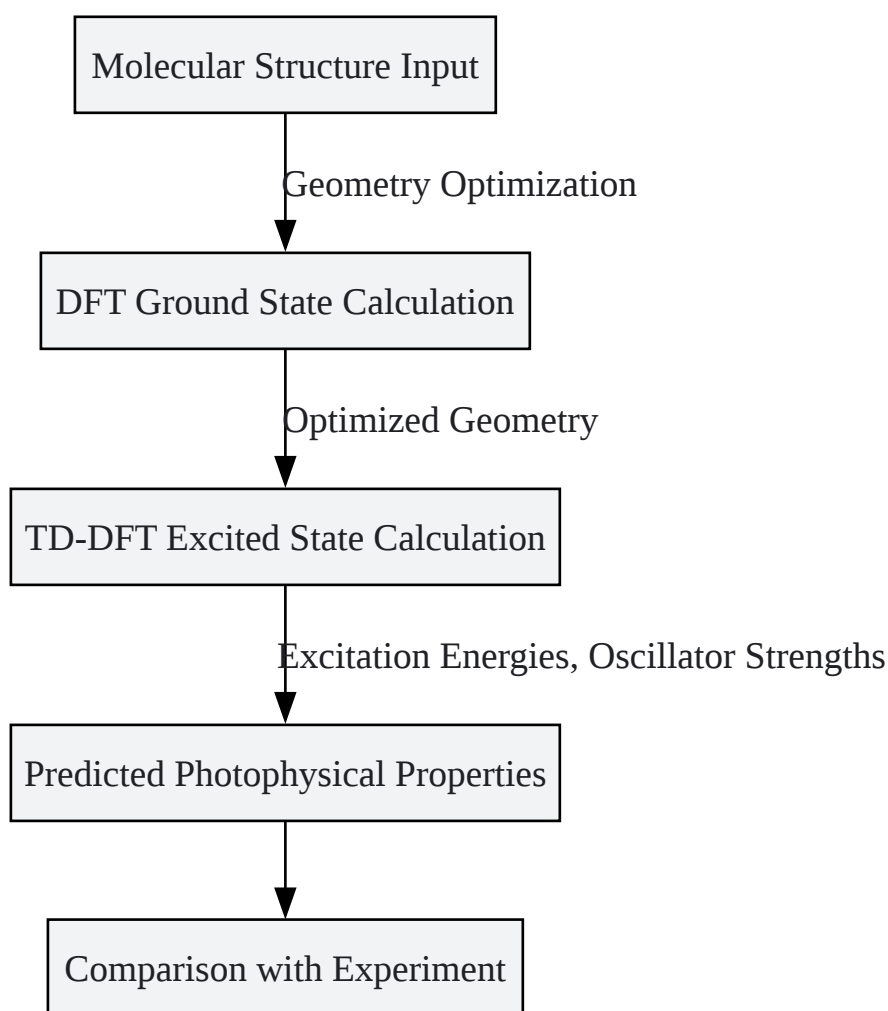 Molecular Structure Input
Geometry Optimization
DFT Ground State Calculation
Optimized Geometry
TD-DFT Excited State Calculation
Excitation Energies, Oscillator Strengths
Predicted Photophysical Properties
Comparison with Experiment